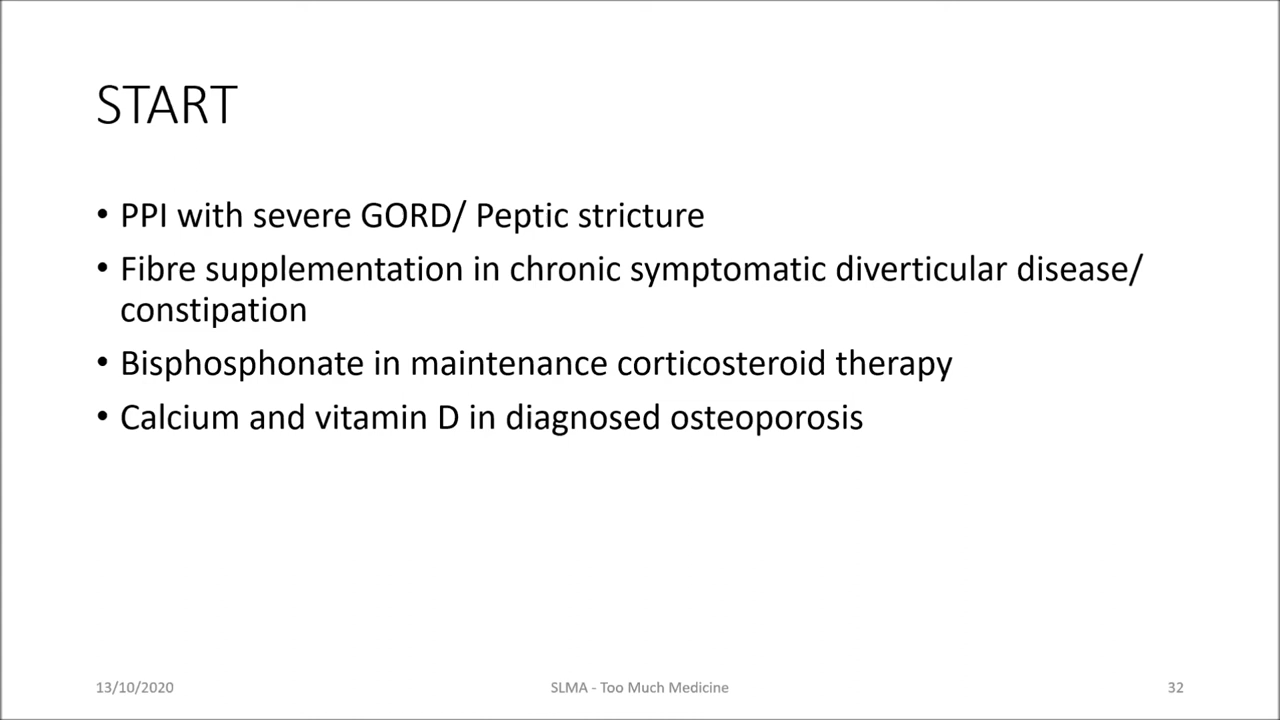 START
• PPI with severe GORD/ Peptic stricture
• Fibre supplementation in chronic symptomatic diverticular disease/
constipation
• Bisphosphonate in maintenance corticosteroid therapy
• Calcium and vitamin D in diagnosed osteoporosis
13/10/2020
SLMA - Too Much Medicine
32